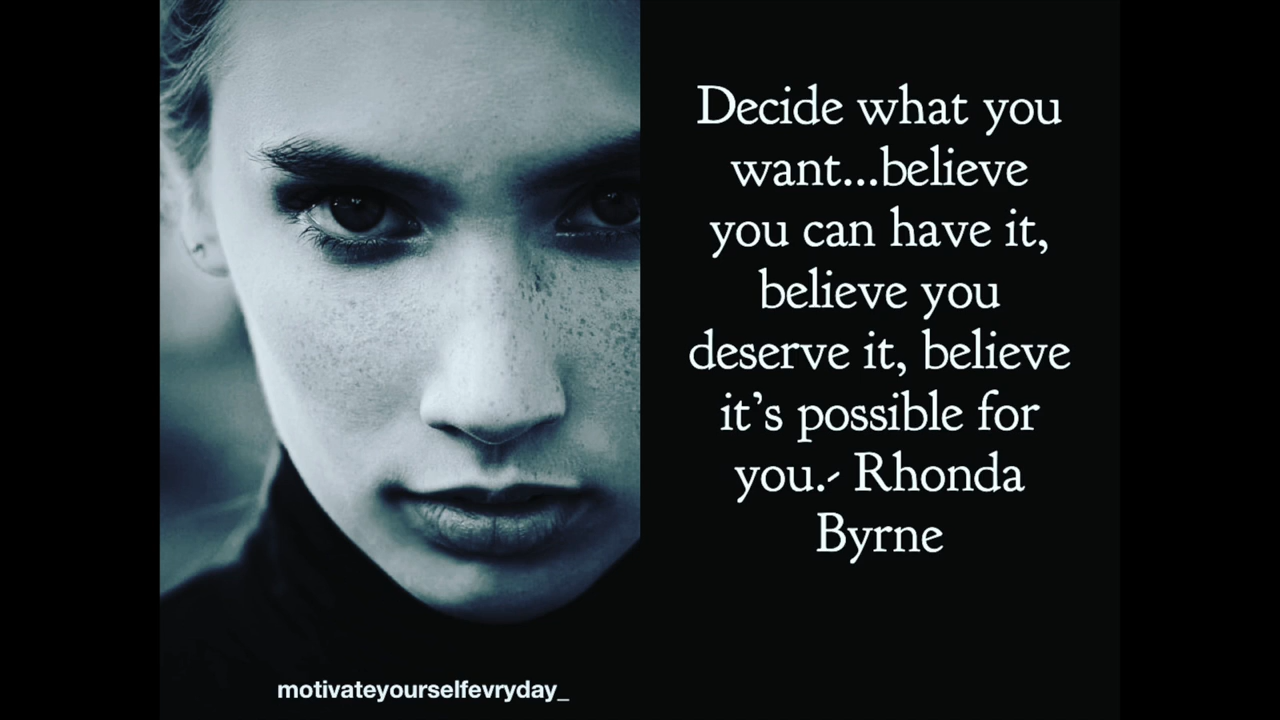 Decide what you
want...believe
you can have it,
believe you
deserve it, believe
it's possible for
you.- Rhonda
Byrne
motivateyourselfevryday_